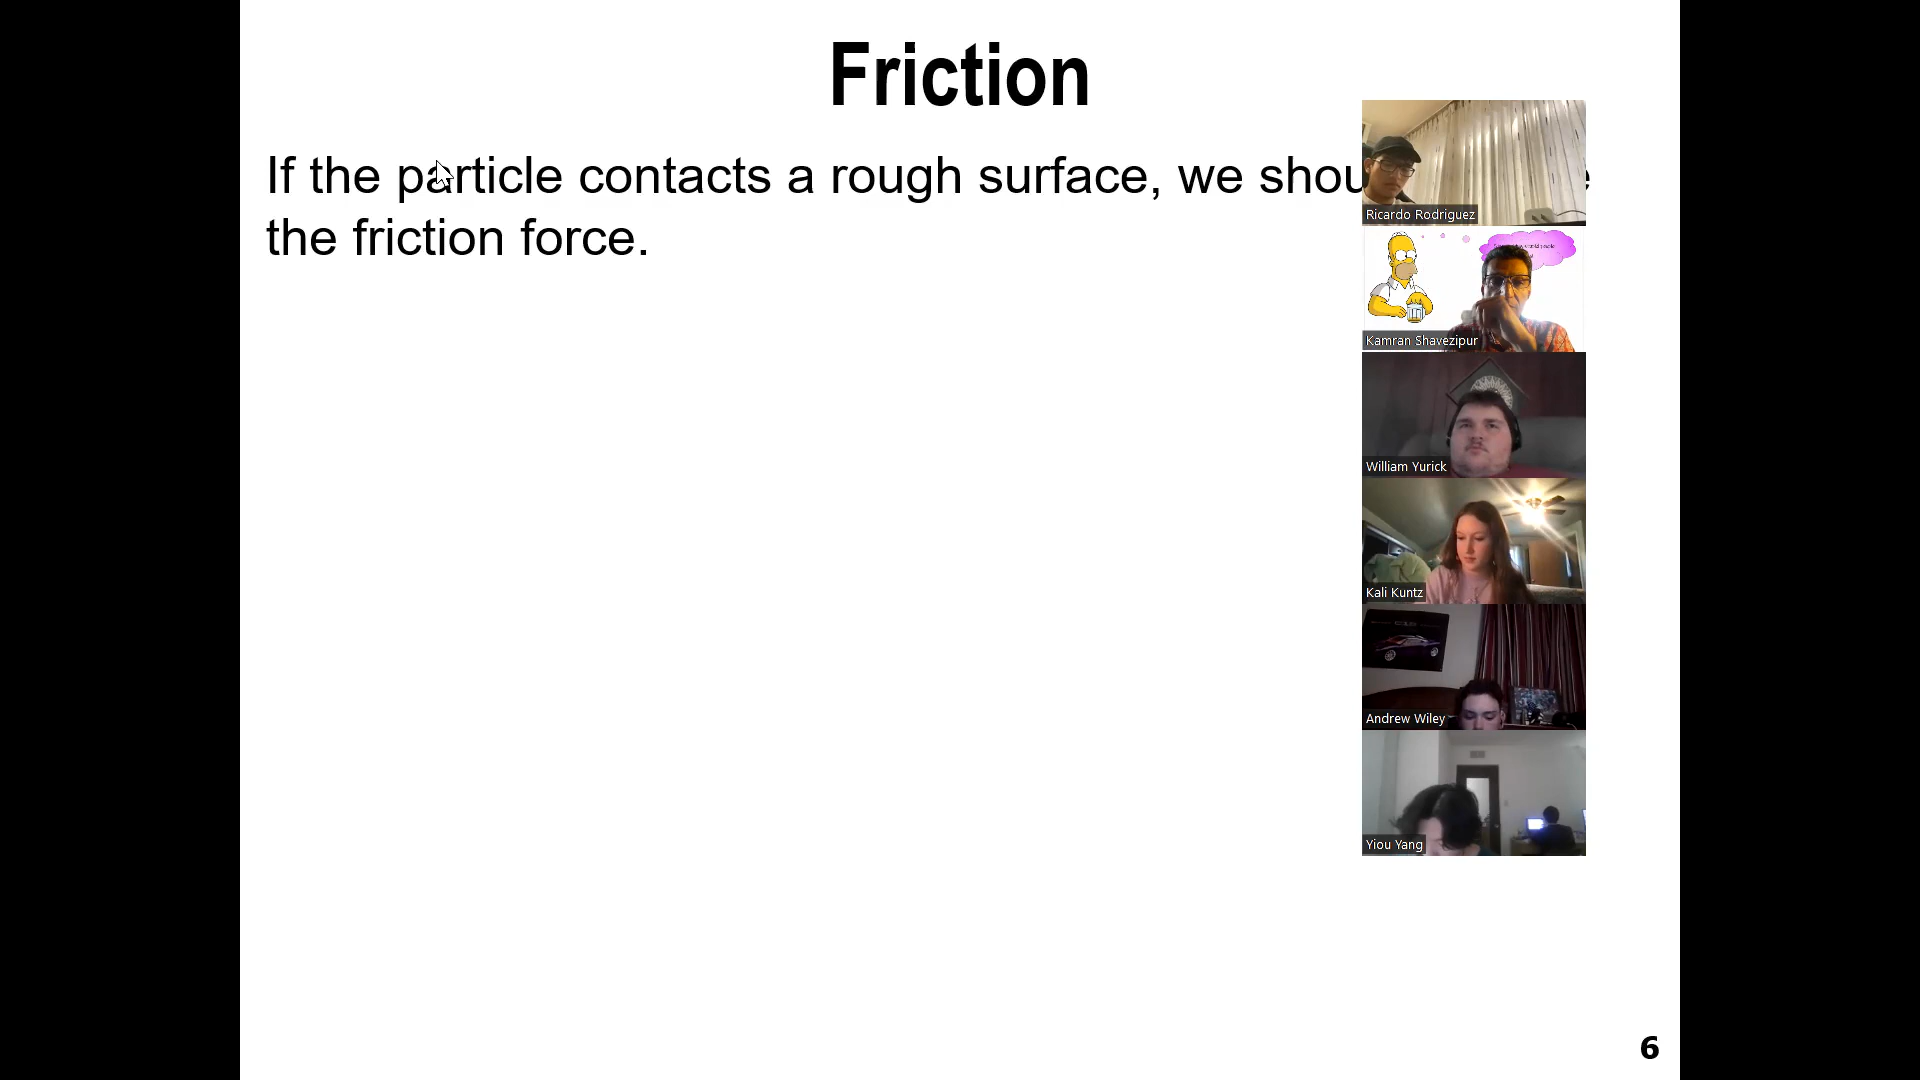 Friction
If the particle contacts a rough surface, we shou
the friction force.
Ricardo Rodriguez
Kamran Shavezipur
William Yurick
Kali Kuntz
Andrew Wiley
Yiou Yang
6